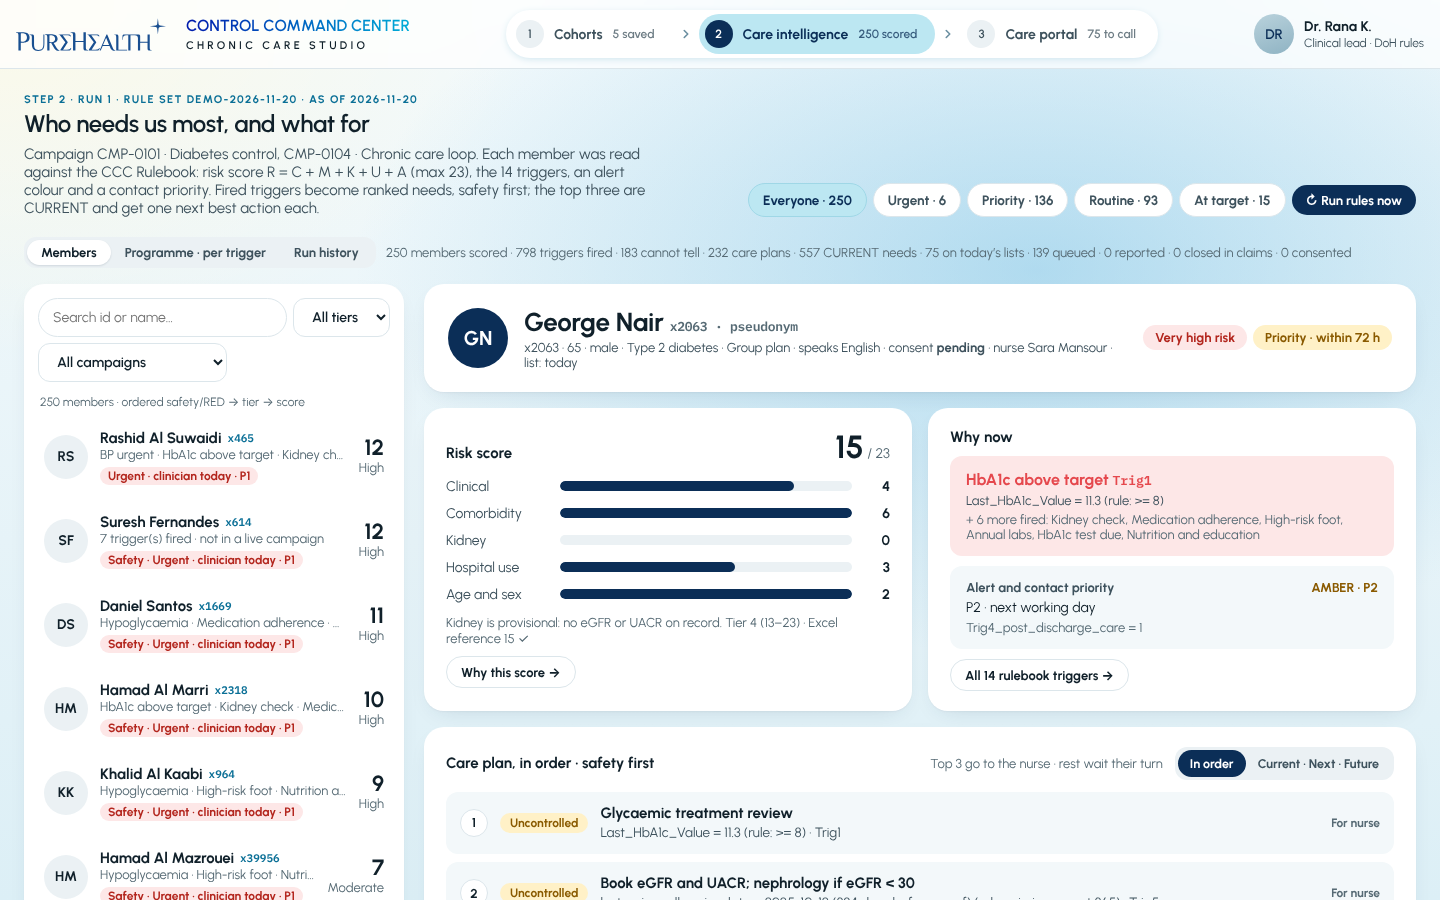 PUREHEALTH
CONTROL COMMAND CENTER
CHRONIC CARE STUDIO
1 Cohorts 5 saved › 2 Care intelligence 250 scored › 3 Care portal 75 to call
DR Dr. Rana K.
Clinical lead · DoH rules
STEP 2 · RUN 1 · RULE SET DEMO-2026-11-20 · AS OF 2026-11-20
Who needs us most, and what for
Campaign CMP-0101 · Diabetes control, CMP-0104 · Chronic care loop. Each member was read
against the CCC Rulebook: risk score R = C + M + K + U + A (max 23), the 14 triggers, an alert
colour and a contact priority. Fired triggers become ranked needs, safety first; the top three are
CURRENT and get one next best action each.
Everyone · 250 Urgent · 6 Priority · 136 Routine · 93 At target · 15 ↻ Run rules now
Members Programme · per trigger Run history
250 members scored · 798 triggers fired · 183 cannot tell · 232 care plans · 557 CURRENT needs · 75 on today's lists · 139 queued · 0 reported · 0 closed in claims · 0 consented
Search id or name...
All tiers
All campaigns
250 members · ordered safety/RED → tier → score
RS Rashid Al Suwaidi x465
BP urgent · HbA1c above target · Kidney ch...
Urgent · clinician today · P1
12
High
SF Suresh Fernandes x614
7 trigger(s) fired · not in a live campaign
Safety · Urgent · clinician today · P1
12
High
DS Daniel Santos x1669
Hypoglycaemia · Medication adherence · ...
Safety · Urgent · clinician today · P1
11
High
HM Hamad Al Marri x2318
HbA1c above target · Kidney check · Medic...
Safety · Urgent · clinician today · P1
10
High
KK Khalid Al Kaabi x964
Hypoglycaemia · High-risk foot · Nutrition a...
Safety · Urgent · clinician today · P1
9
High
HM Hamad Al Mazrouei x39956
Hypoglycaemia · High-risk foot · Nutri...
Safety · Urgent · clinician today · P1
7
Moderate
GN George Nair x2063 · pseudonym
x2063 · 65 · male · Type 2 diabetes · Group plan · speaks English · consent pending · nurse Sara Mansour ·
list: today
Very high risk Priority · within 72 h
Risk score 15 / 23
Clinical 4
Comorbidity 6
Kidney 0
Hospital use 3
Age and sex 2
Kidney is provisional: no eGFR or UACR on record. Tier 4 (13–23) · Excel
reference 15 ✓
Why this score →
Why now
HbA1c above target Trig1
Last_HbA1c_Value = 11.3 (rule: >= 8)
+ 6 more fired: Kidney check, Medication adherence, High-risk foot,
Annual labs, HbA1c test due, Nutrition and education
Alert and contact priority AMBER · P2
P2 · next working day
Trig4_post_discharge_care = 1
All 14 rulebook triggers →
Care plan, in order · safety first
Top 3 go to the nurse · rest wait their turn
In order Current · Next · Future
1 Uncontrolled Glycaemic treatment review
Last_HbA1c_Value = 11.3 (rule: >= 8) · Trig1
For nurse
2 Uncontrolled Book eGFR and UACR; nephrology if eGFR < 30
For nurse